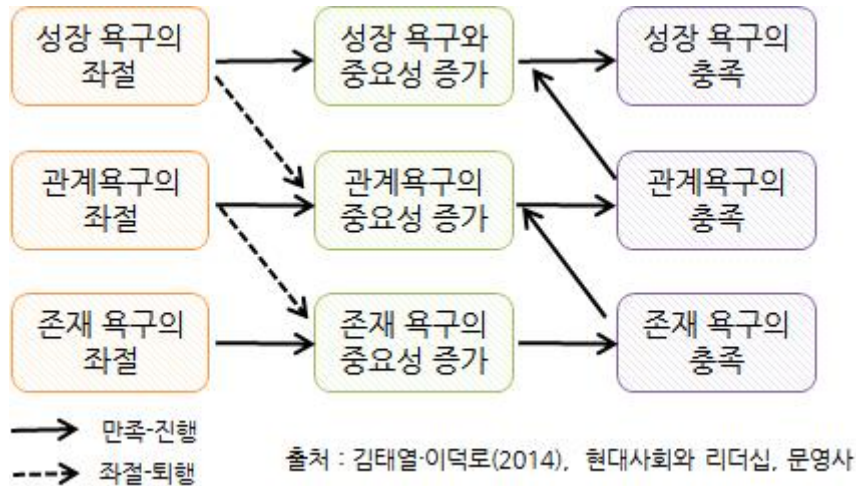 성장 욕구의
좌절
성장 욕구와
중요성 증가
성장 욕구의
충족
관계욕구의
좌절
관계욕구의
중요성 증가
관계욕구의
충족
존재 욕구의
좌절
존재 욕구의
중요성 증가
존재 욕구의
충족
만족-진행
좌절-퇴행
출처 : 김태열·이덕로(2014), 현대사회와 리더십, 문영사